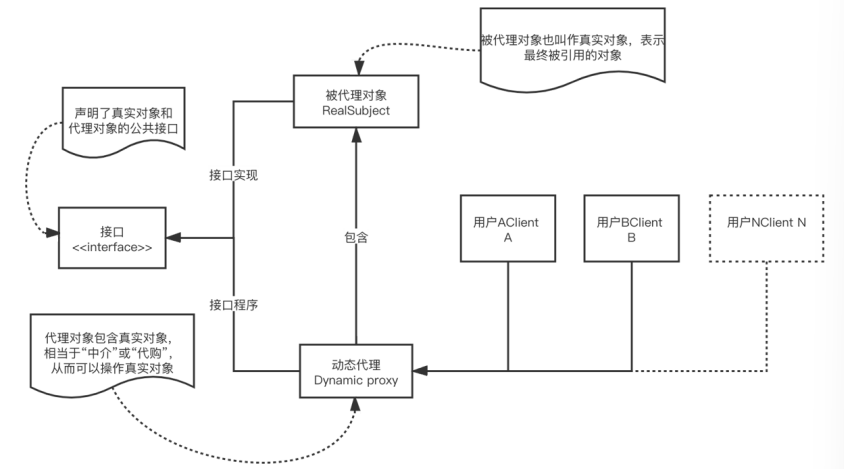 被代理对象也叫作真实对象，表示
最终被引用的对象
被代理对象
RealSubject
声明了真实对象和
代理对象的公共接口
接口实现
接口
<<interface>>
包含
用户AClient
A
用户BClient
B
用户NClient N
接口程序
代理对象包含真实对象，
相当于“中介”或“代购”，
从而可以操作真实对象
动态代理
Dynamic proxy